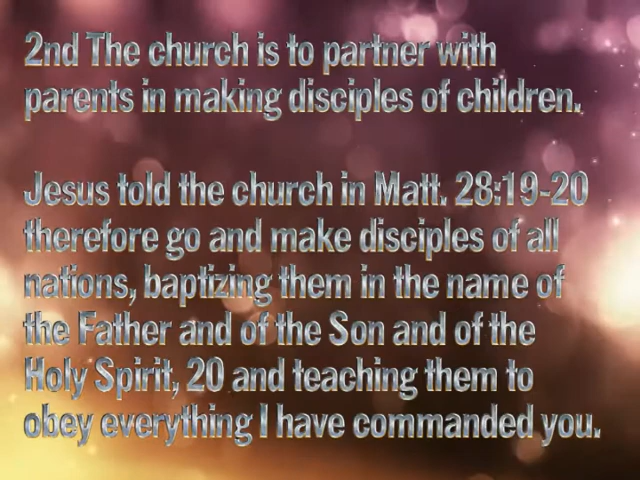 2nd The church is to partner with
parents in making disciples of children.
Jesus told the church in Matt. 28:19-20
therefore go and make disciples of all
nations, baptizing them in the name of
the Father and of the Son and of the
Holy Spirit, 20 and teaching them to
obey everything I have commanded you.